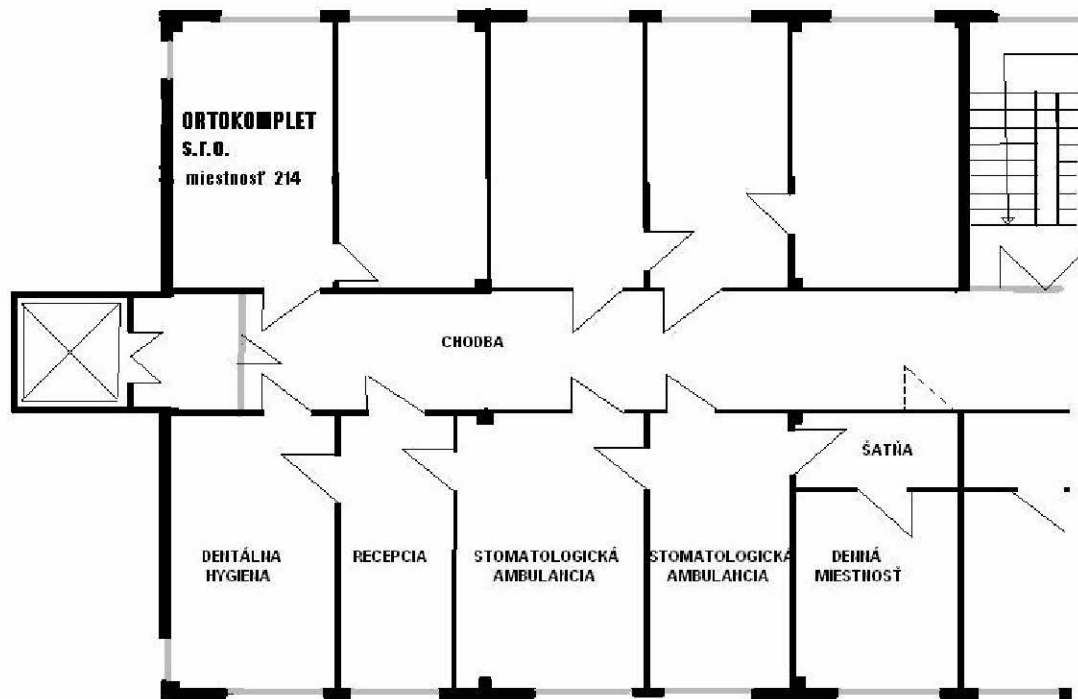 ORTOKOMPLET
s.r.o.
miestnosť 214
CHODBA
ŠATŇA
DENTÁLNA
HYGIENA
RECEPCIA
STOMATOLOGICKÁ
AMBULANCIA
STOMATOLOGICKÁ
AMBULANCIA
DENNÁ
MIESTNOSŤ